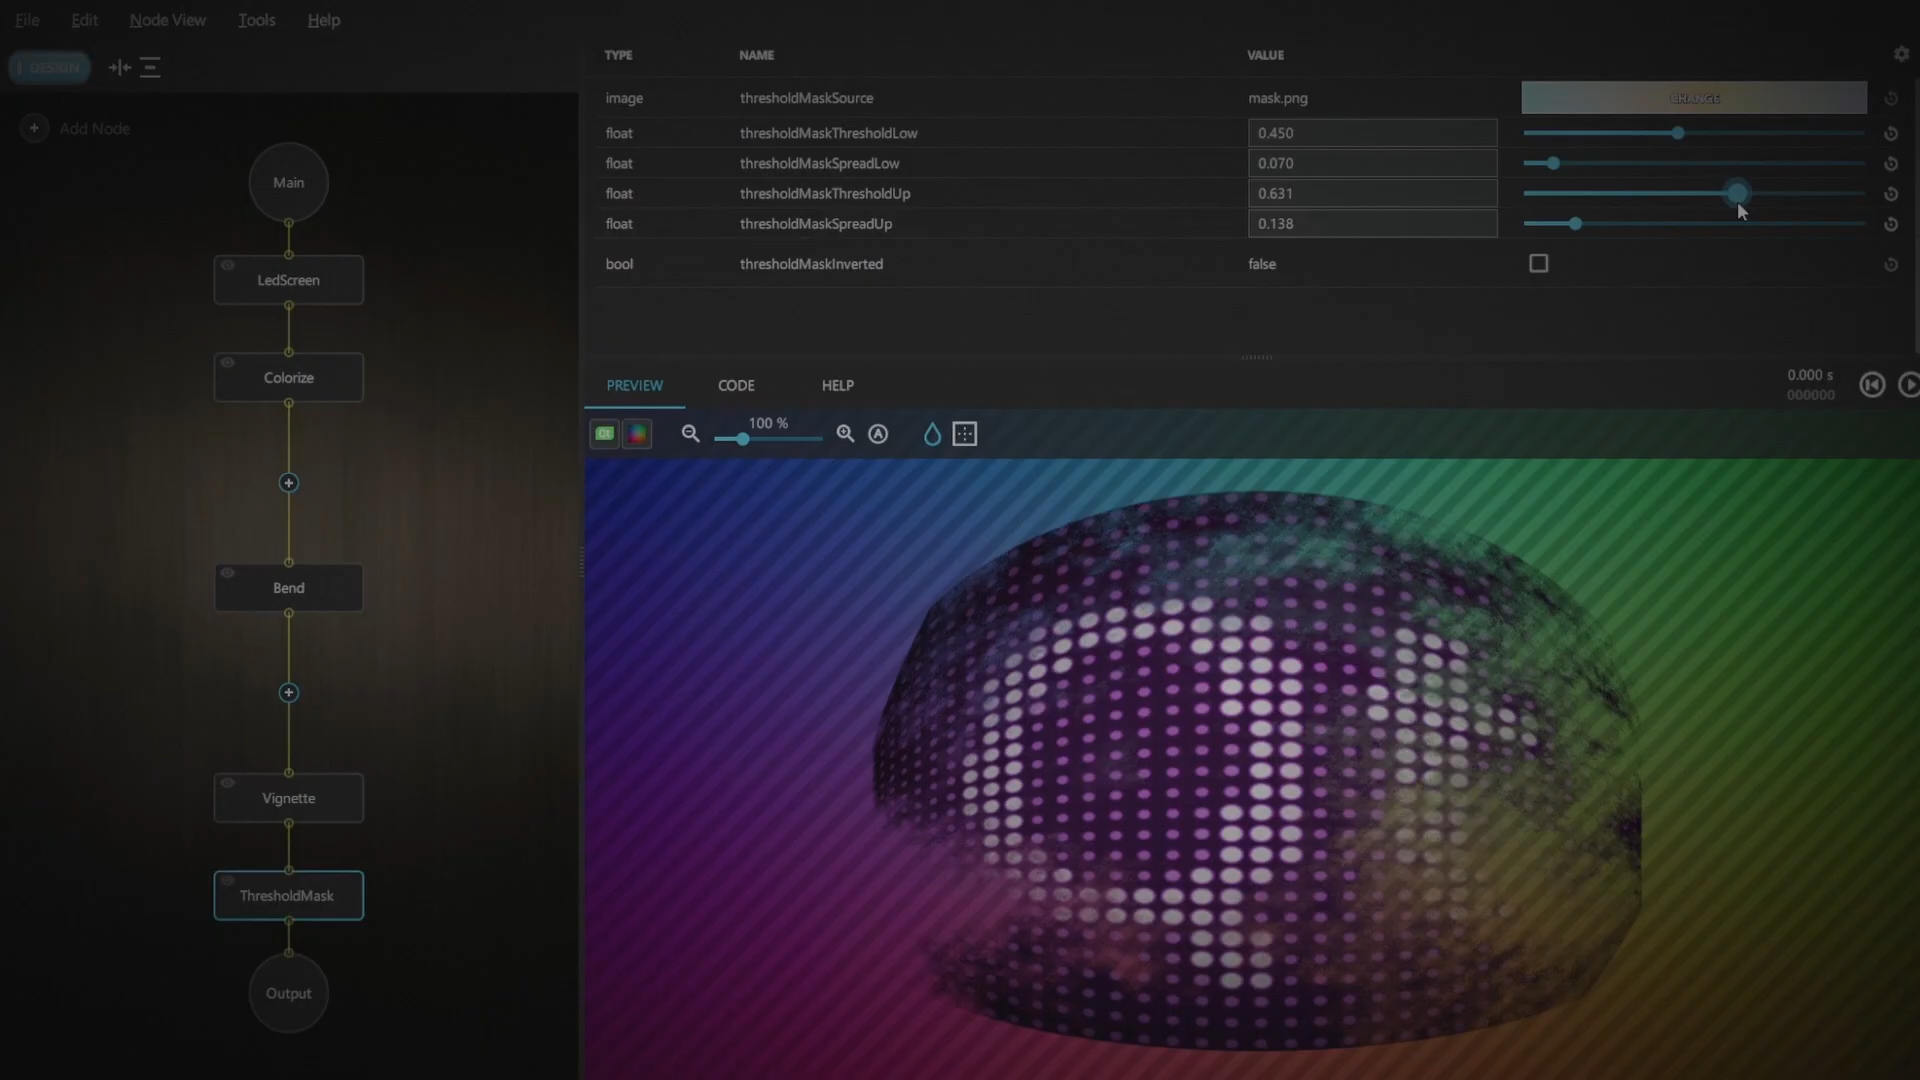 File Edit Node View Tools Help
DESIGN
Add Node
Main
LedScreen
Colorize
Bend
Vignette
ThresholdMask
Output
TYPE NAME VALUE
image thresholdMaskSource mask.png CHANGE
float thresholdMaskThresholdLow 0.450
float thresholdMaskSpreadLow 0.070
float thresholdMaskThresholdUp 0.631
float thresholdMaskSpreadUp 0.138
bool thresholdMaskInverted false
PREVIEW CODE HELP
0.000 s
000000
100 %